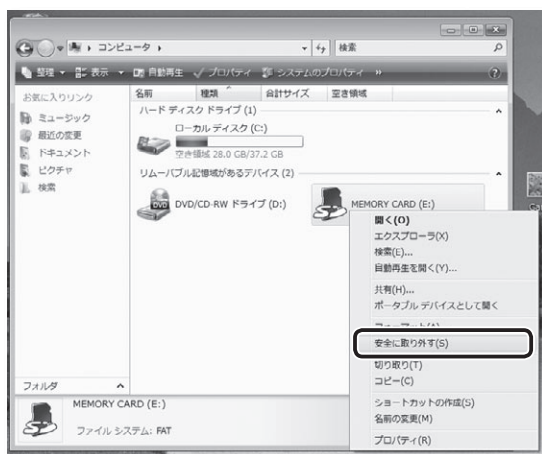 コンピュータ
検索
整理
表示
自動再生
プロパティ
システムのプロパティ
»
?
お気に入りリンク
ミュージック
最近の変更
ドキュメント
ピクチャ
検索
フォルダ
名前 種類 合計サイズ 空き領域
ハード ディスク ドライブ (1)
ローカル ディスク (C:)
空き領域 28.0 GB/37.2 GB
リムーバブル記憶域があるデバイス (2)
DVD/CD-RW ドライブ (D:)
MEMORY CARD (E:)
開く(O)
エクスプローラ(X)
検索(E)...
自動再生を開く(Y)...
共有(H)...
ポータブル デバイスとして開く
フォーマット(A)...
安全に取り外す(S)
切り取り(T)
コピー(C)
ショートカットの作成(S)
名前の変更(M)
プロパティ(R)
MEMORY CARD (E:)
ファイル システム: FAT